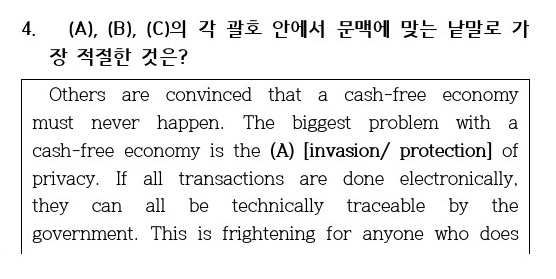 4. (A), (B), (C)의 각 괄호 안에서 문맥에 맞는 낱말로 가
장 적절한 것은?
Others are convinced that a cash-free economy
must never happen. The biggest problem with a
cash-free economy is the (A) [invasion/ protection] of
privacy. If all transactions are done electronically,
they can all be technically traceable by the
government. This is frightening for anyone who does